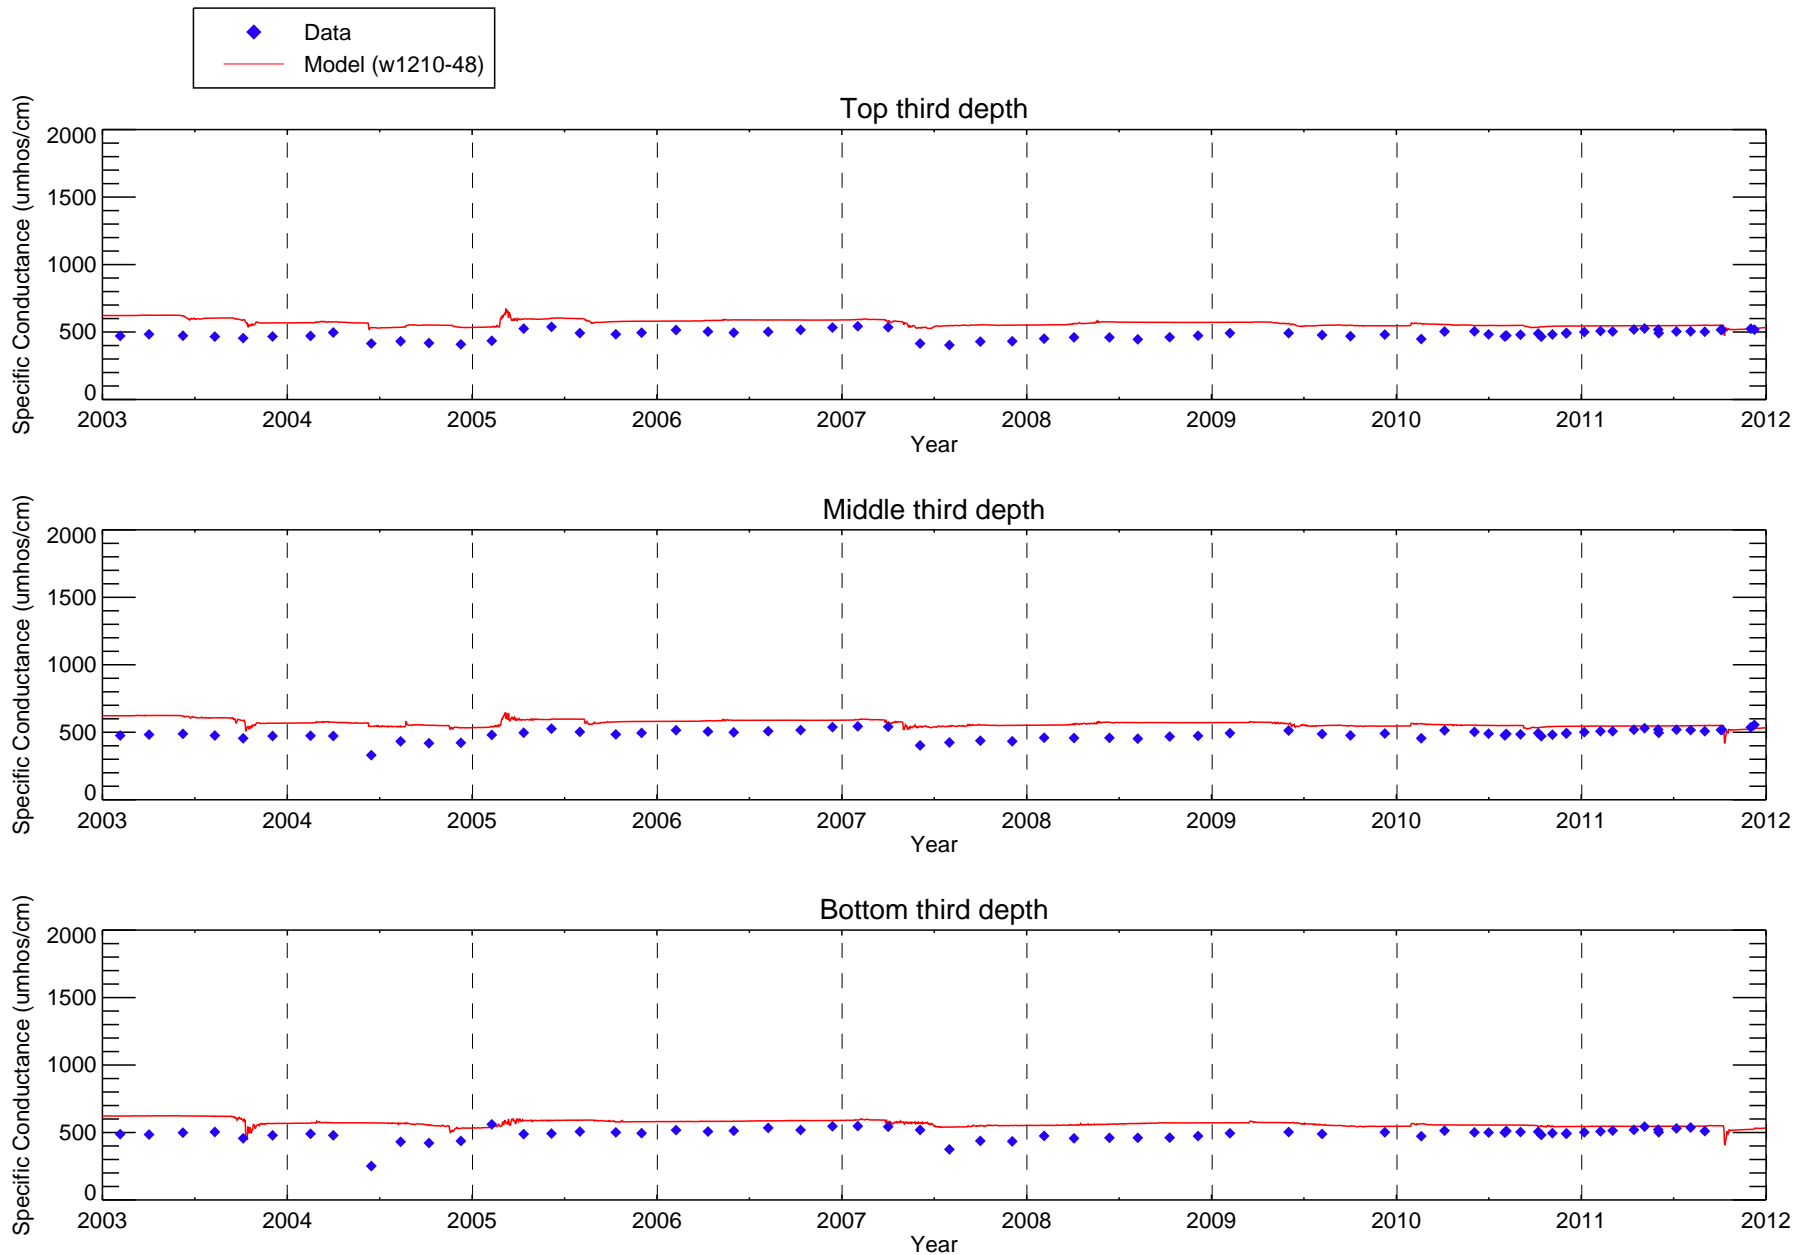 Data
Model (w1210-48)
Top third depth
Specific Conductance (umhos/cm)
2000
1500
1000
500
0
2003 2004 2005 2006 2007 2008 2009 2010 2011 2012
Year
Middle third depth
Specific Conductance (umhos/cm)
2000
1500
1000
500
0
2003 2004 2005 2006 2007 2008 2009 2010 2011 2012
Year
Bottom third depth
Specific Conductance (umhos/cm)
2000
1500
1000
500
0
2003 2004 2005 2006 2007 2008 2009 2010 2011 2012
Year